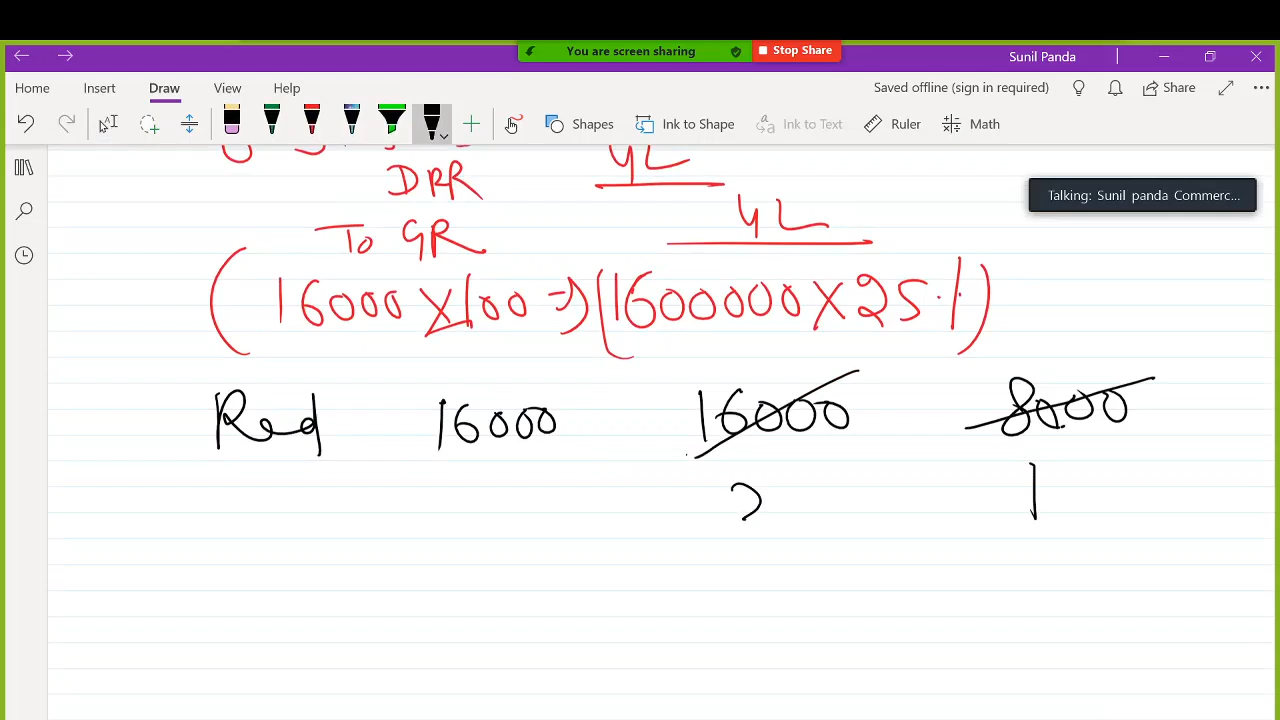 You are screen sharing Stop Share
Sunil Panda
Home Insert Draw View Help Saved offline (sign in required) Share
Shapes Ink to Shape Ink to Text Ruler Math
Talking: Sunil panda Commerc...
4L
DRR
4L
To GR
(16000 X 100 →) (1600000 X 25%)
Red 16000 16000 8000
1